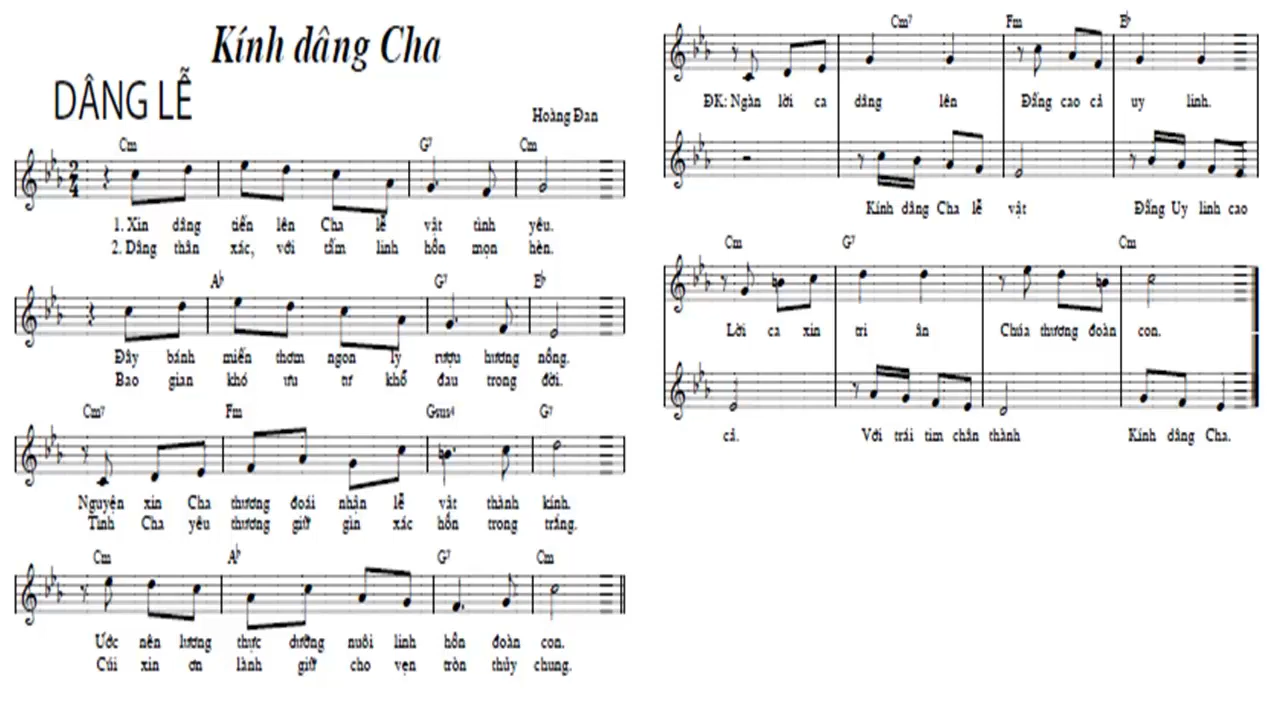 Kính dâng Cha
DÂNG LỄ
Hoàng Đan
Cm G7 Cm
2 4
1. Xin dâng tiến lên Cha lễ vật tình yêu.
2. Dâng thân xác, với tấm linh hồn mọn hèn.
Ab G7 Eb
Đây bánh miến thơm ngon ly rượu hương nồng.
Bao gian khó ưu tư khổ đau trong đời.
Cm7 Fm Gsus4 G7
Nguyện xin Cha thương đoái nhận lễ vật thành kính.
Tình Cha yêu thương giữ gìn xác hồn trong trắng.
Cm Ab G7 Cm
Ước nên lương thực dưỡng nuôi linh hồn đoàn con.
Cúi xin ơn lành giữ cho vẹn tròn thủy chung.
Cm7 Fm Eb
ĐK: Ngàn lời ca dâng lên Đấng cao cả uy linh.
Kính dâng Cha lễ vật Đấng Uy linh cao
Cm G7 Cm
Lời ca xin tri ân Chúa thương đoàn con.
cả. Với trái tim chân thành Kính dâng Cha.